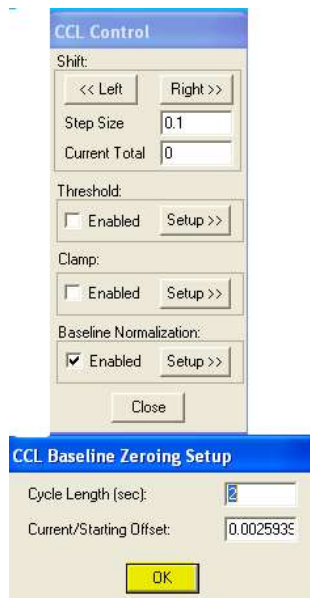 CCL Control
Shift:
<< Left Right >>
Step Size 0.1
Current Total 0
Threshold:
Enabled Setup >>
Clamp:
Enabled Setup >>
Baseline Normalization:
Enabled Setup >>
Close
CCL Baseline Zeroing Setup
Cycle Length (sec): 2
Current/Starting Offset: 0.0025939
OK